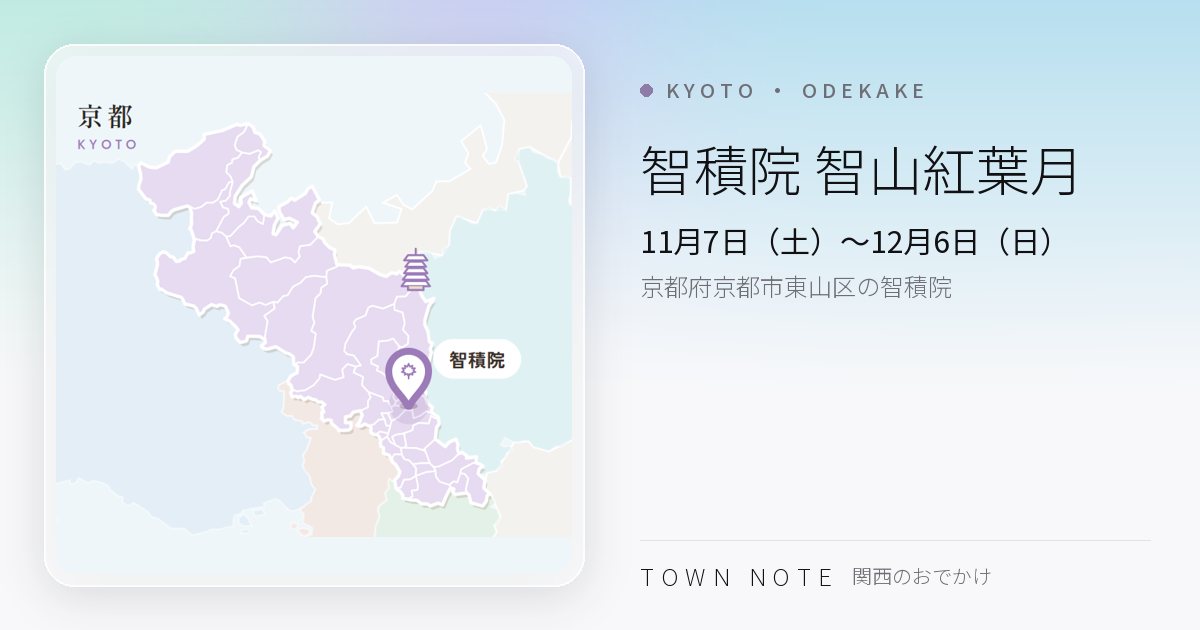 京都
KYOTO
智積院
KYOTO • ODEKAKE
智積院 智山紅葉月
11月7日（土）〜12月6日（日）
京都府京都市東山区の智積院
TOWN NOTE 関西のおでかけ